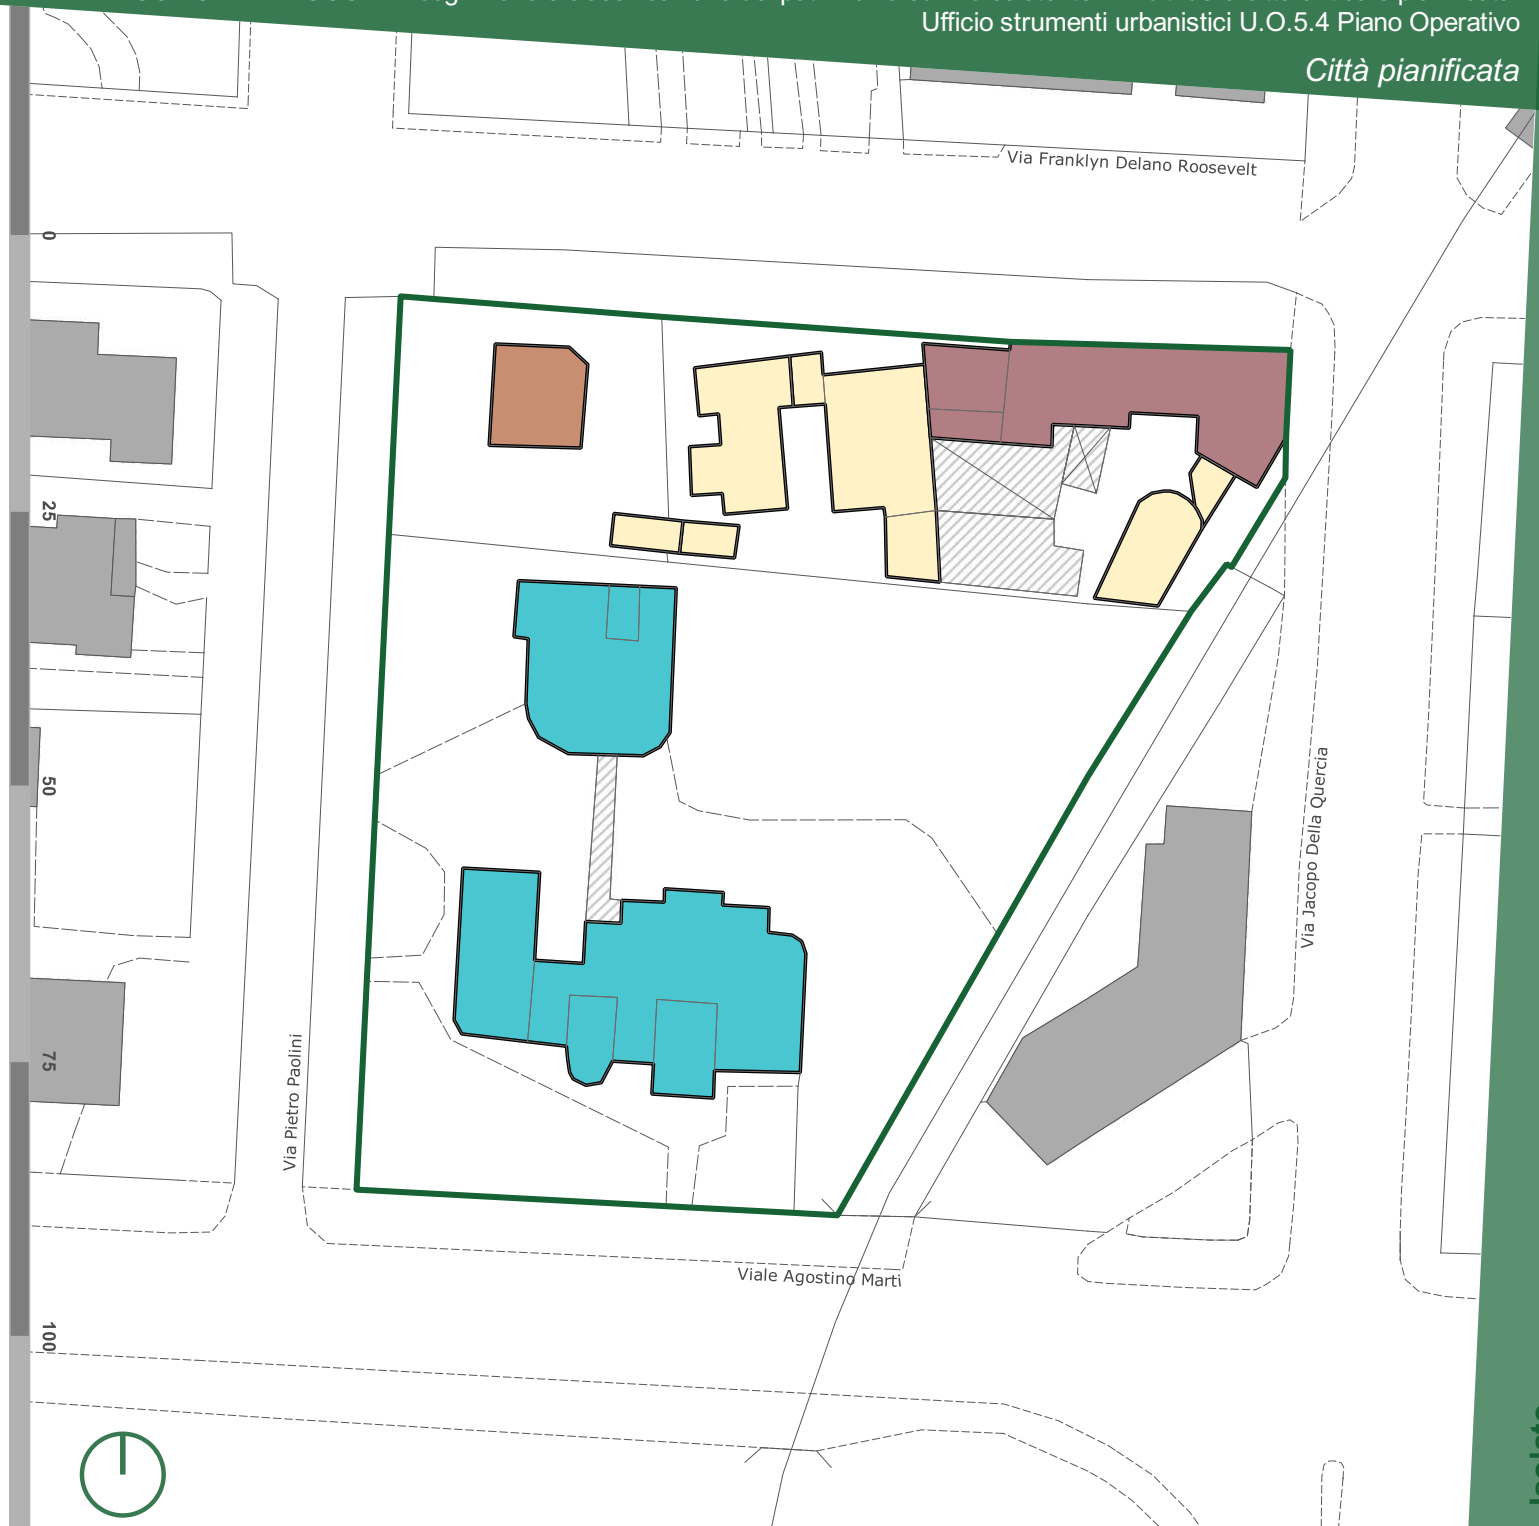 Ufficio strumenti urbanistici U.O.5.4 Piano Operativo
Città pianificata
Via Franklyn Delano Roosevelt
0
25
50
75
100
Via Jacopo Della Quercia
Via Pietro Paolini
Viale Agostino Marti